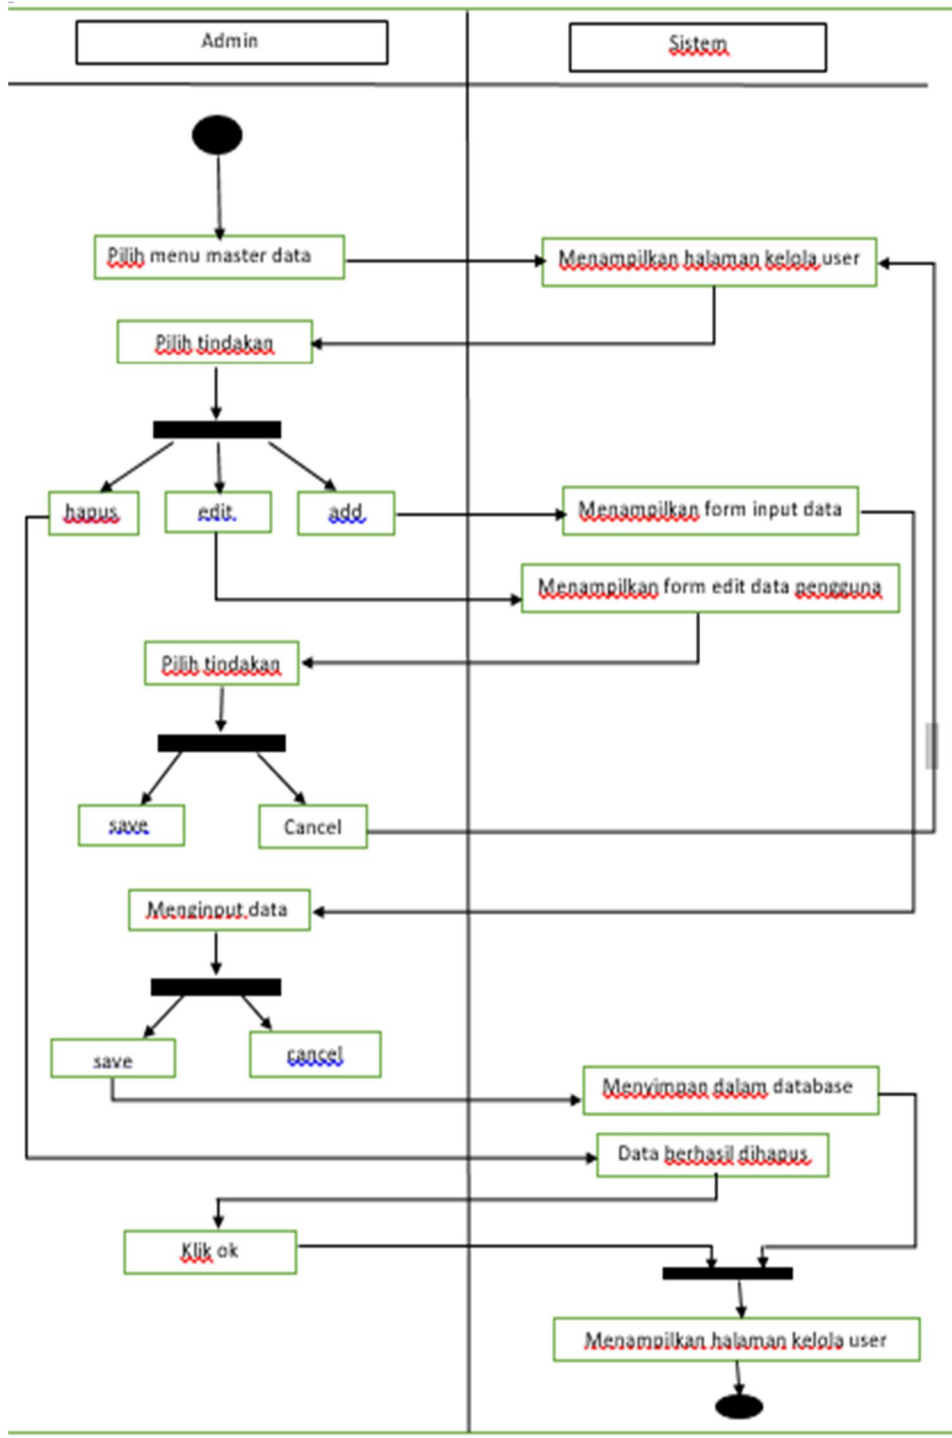 Admin
Sistem
Pilih menu master data
Menampilkan halaman kelola user
Pilih tindakan
hapus
edit
add
Menampilkan form input data
Menampilkan form edit data pengguna
Pilih tindakan
save
Cancel
Menginput data
save
cancel
Menyimpan dalam database
Data berhasil dihapus
Klik ok
Menampilkan halaman kelola user